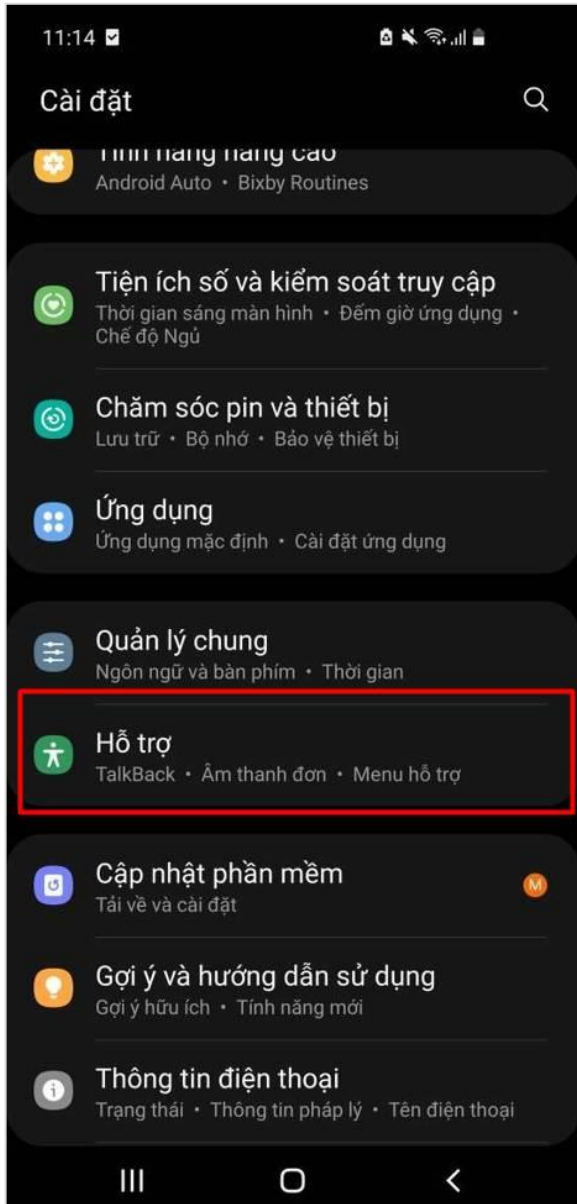 11:14
Cài đặt
Tính năng nâng cao
Android Auto • Bixby Routines
Tiện ích số và kiểm soát truy cập
Thời gian sáng màn hình • Đếm giờ ứng dụng •
Chế độ Ngủ
Chăm sóc pin và thiết bị
Lưu trữ • Bộ nhớ • Bảo vệ thiết bị
Ứng dụng
Ứng dụng mặc định • Cài đặt ứng dụng
Quản lý chung
Ngôn ngữ và bàn phím • Thời gian
Hỗ trợ
TalkBack • Âm thanh đơn • Menu hỗ trợ
Cập nhật phần mềm
M
Tải về và cài đặt
Gợi ý và hướng dẫn sử dụng
Gợi ý hữu ích • Tính năng mới
Thông tin điện thoại
Trạng thái • Thông tin pháp lý • Tên điện thoại